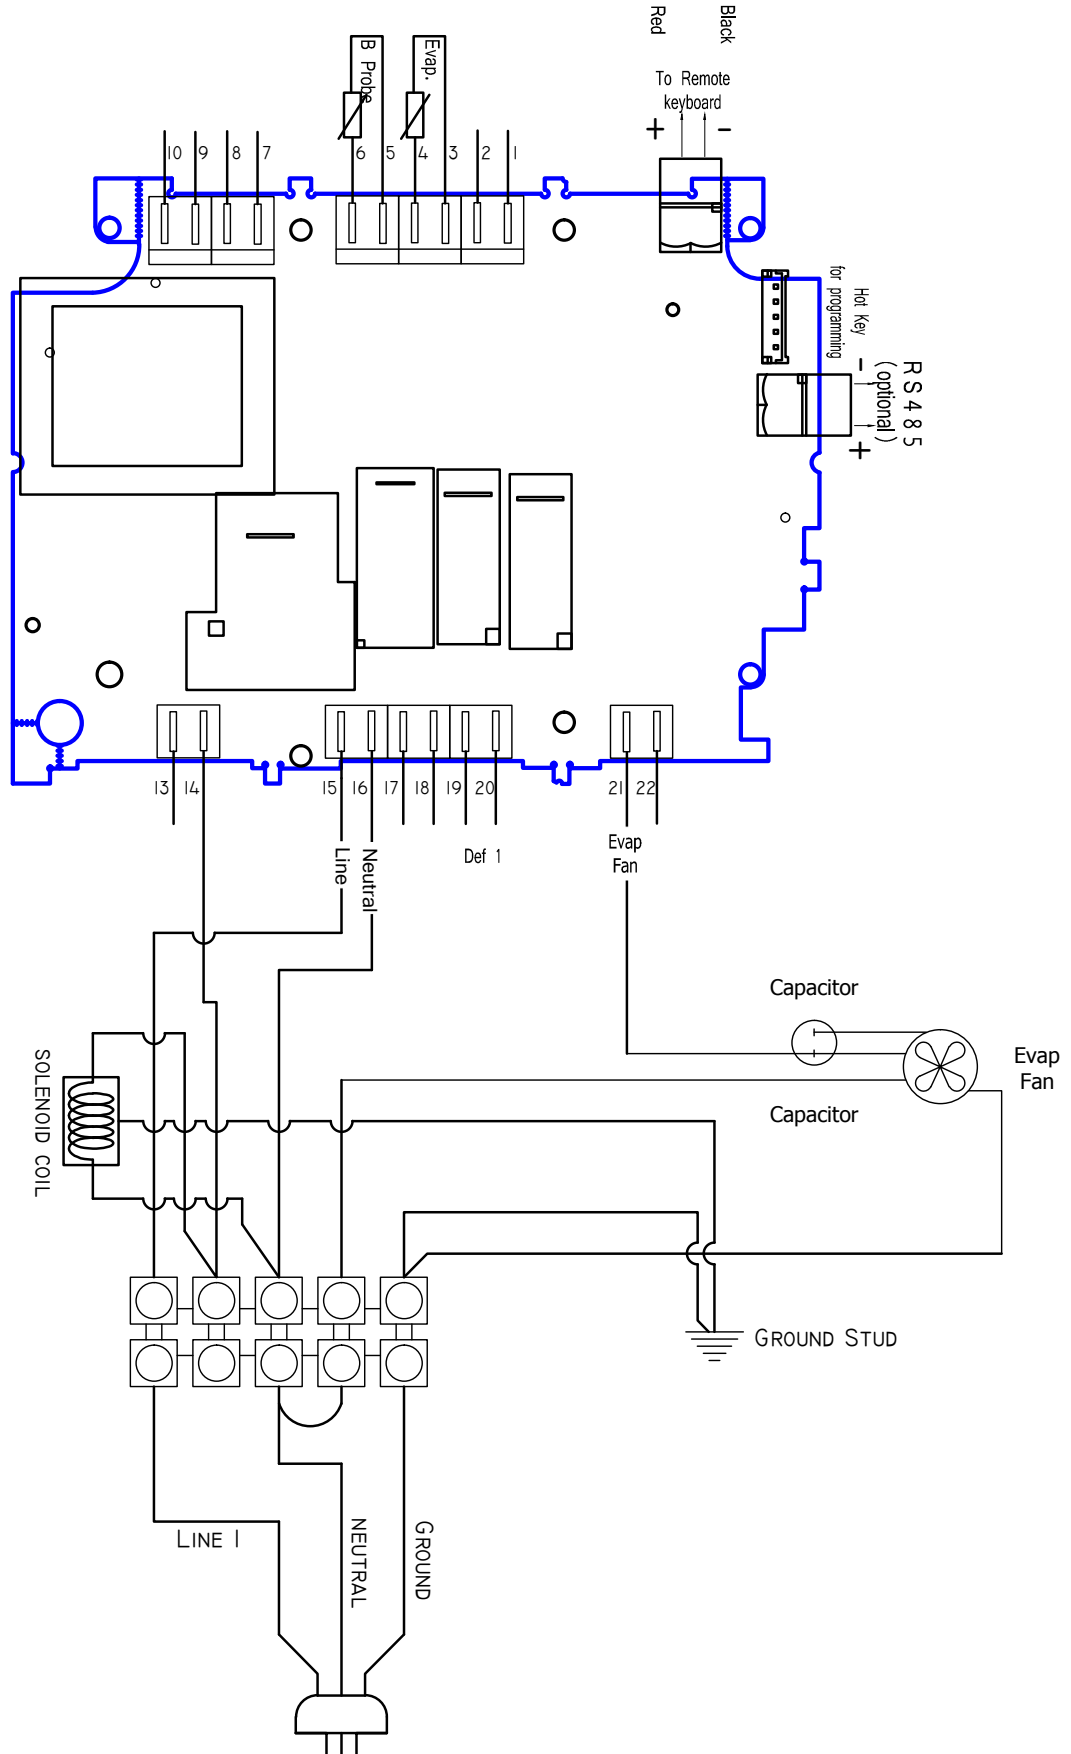 Black
Red
To Remote
keyboard
+
-
B Probe
Evap.
10
9
8
7
6
5
4
3
2
1
Hot Key
for programming
-
+
RS485
(optional)
13
14
15
16
17
18
19
20
21
22
Line
Neutral
Def 1
Evap
Fan
Capacitor
Capacitor
Evap
Fan
SOLENOID COIL
GROUND STUD
LINE 1
NEUTRAL
GROUND